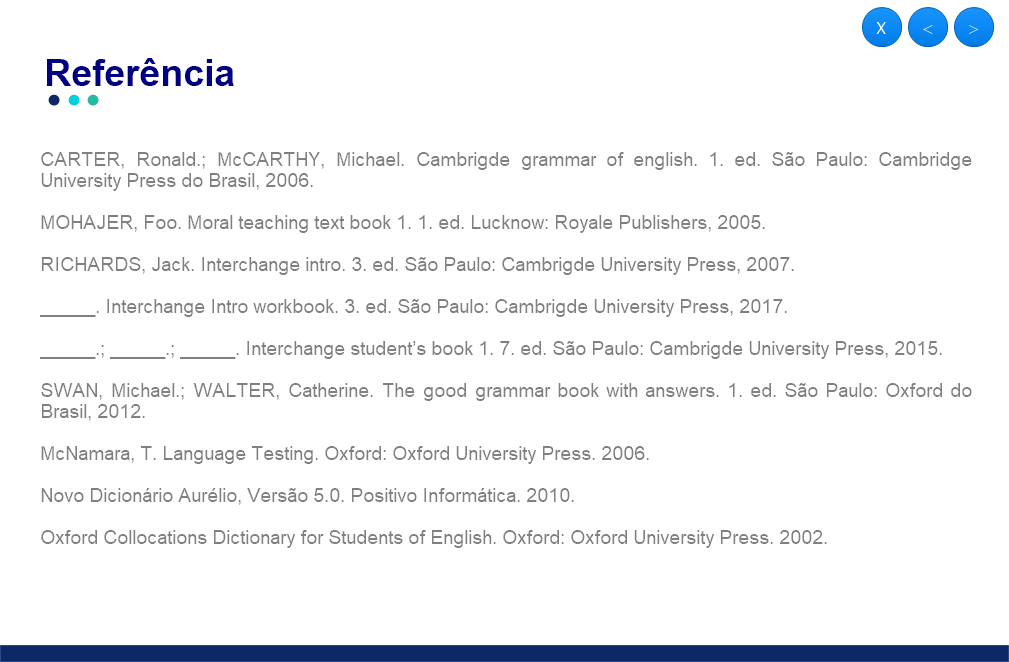 X < >
Referência
CARTER, Ronald.; McCARTHY, Michael. Cambrigde grammar of english. 1. ed. São Paulo: Cambridge
University Press do Brasil, 2006.
MOHAJER, Foo. Moral teaching text book 1. 1. ed. Lucknow: Royale Publishers, 2005.
RICHARDS, Jack. Interchange intro. 3. ed. São Paulo: Cambrigde University Press, 2007.
______. Interchange Intro workbook. 3. ed. São Paulo: Cambrigde University Press, 2017.
______.; ______.; ______. Interchange student’s book 1. 7. ed. São Paulo: Cambrigde University Press, 2015.
SWAN, Michael.; WALTER, Catherine. The good grammar book with answers. 1. ed. São Paulo: Oxford do
Brasil, 2012.
McNamara, T. Language Testing. Oxford: Oxford University Press. 2006.
Novo Dicionário Aurélio, Versão 5.0. Positivo Informática. 2010.
Oxford Collocations Dictionary for Students of English. Oxford: Oxford University Press. 2002.